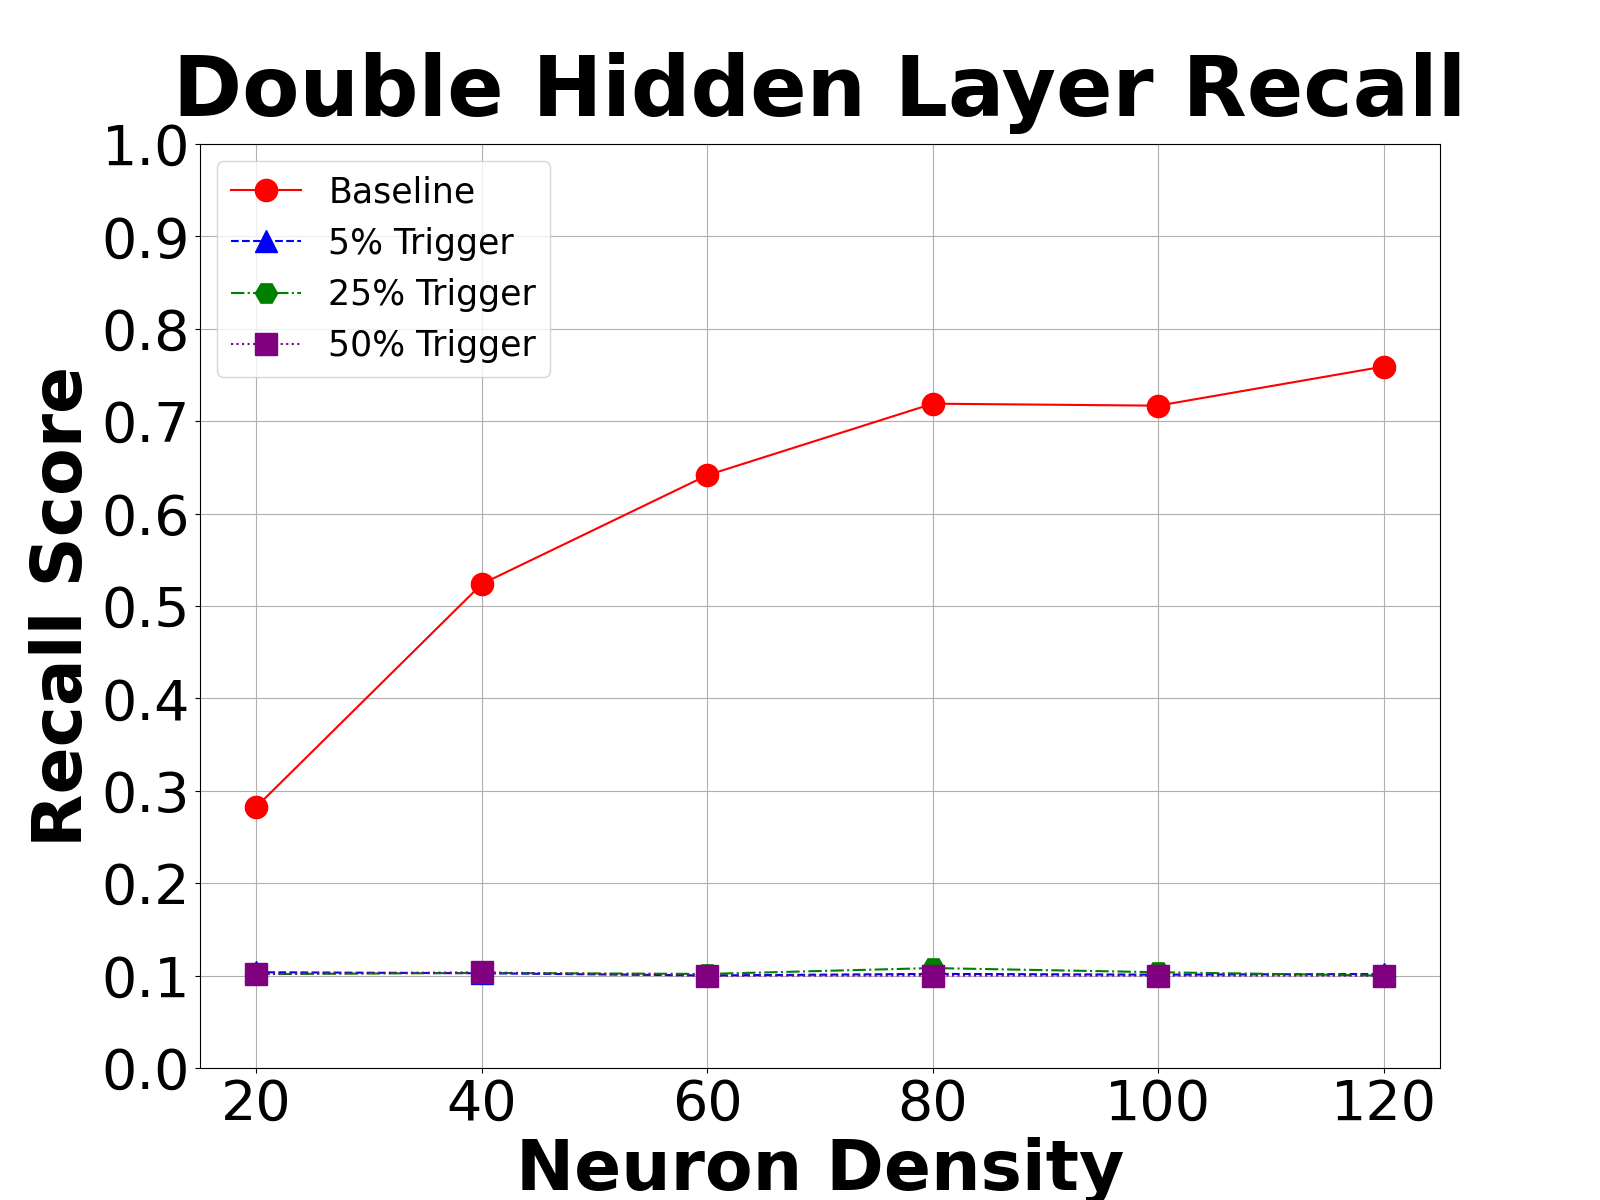 Double Hidden Layer Recall
Baseline
5% Trigger
25% Trigger
50% Trigger
Recall Score
1.0
0.9
0.8
0.7
0.6
0.5
0.4
0.3
0.2
0.1
0.0
20 40 60 80 100 120
Neuron Density